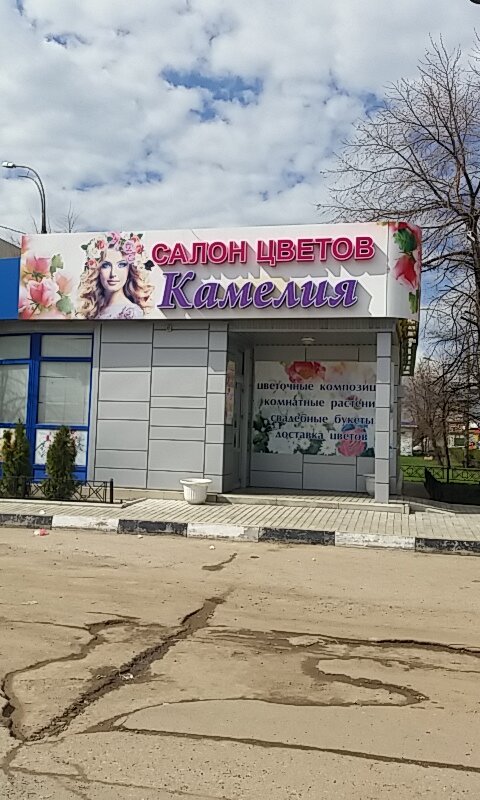 САЛОН ЦВЕТОВ
Камелия
цветочные композиц
комнатные растени
свадебные букеты
доставка цветов